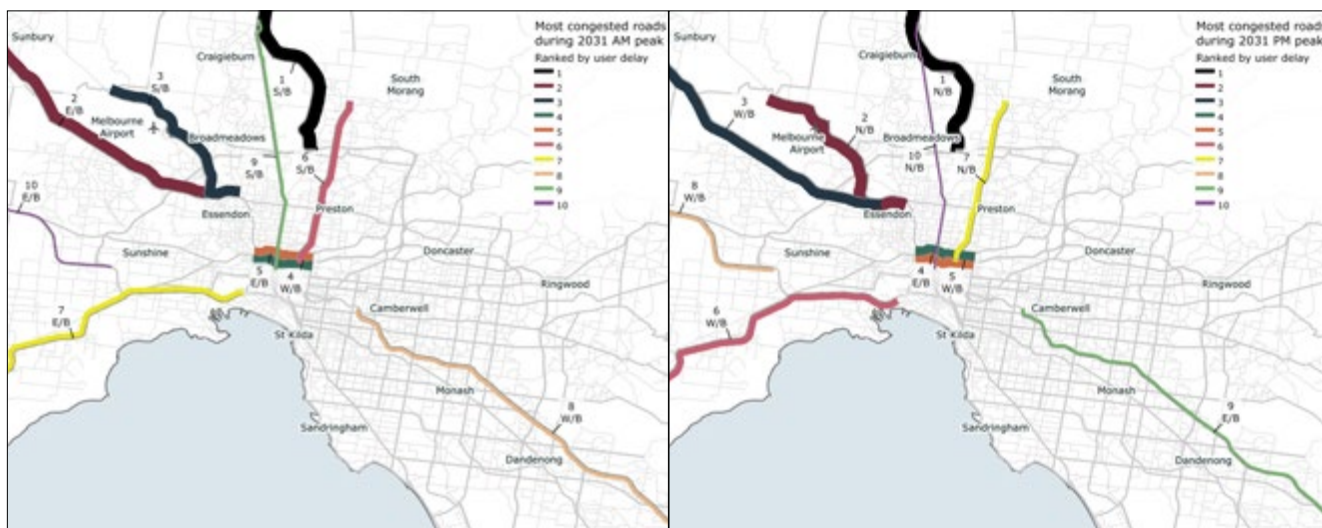 Most congested roads
during 2031 AM peak
Ranked by user delay
1
2
3
4
5
6
7
8
9
10
Sunbury
Craigieburn
South
Morang
1
S/B
3
S/B
2
E/B
Melbourne
Airport
Broadmeadows
9
S/B
6
S/B
10
E/B
Essendon
Preston
Sunshine
Doncaster
5
E/B
4
W/B
Ringwood
7
E/B
Camberwell
St Kilda
Monash
8
W/B
Sandringham
Dandenong
Most congested roads
during 2031 PM peak
Ranked by user delay
1
2
3
4
5
6
7
8
9
10
Sunbury
Craigieburn
South
Morang
1
N/B
3
W/B
2
N/B
Melbourne
Airport
Broadmeadows
10
N/B
7
N/B
8
W/B
Essendon
Preston
Sunshine
Doncaster
4
E/B
5
W/B
Ringwood
6
W/B
Camberwell
St Kilda
Monash
9
E/B
Sandringham
Dandenong